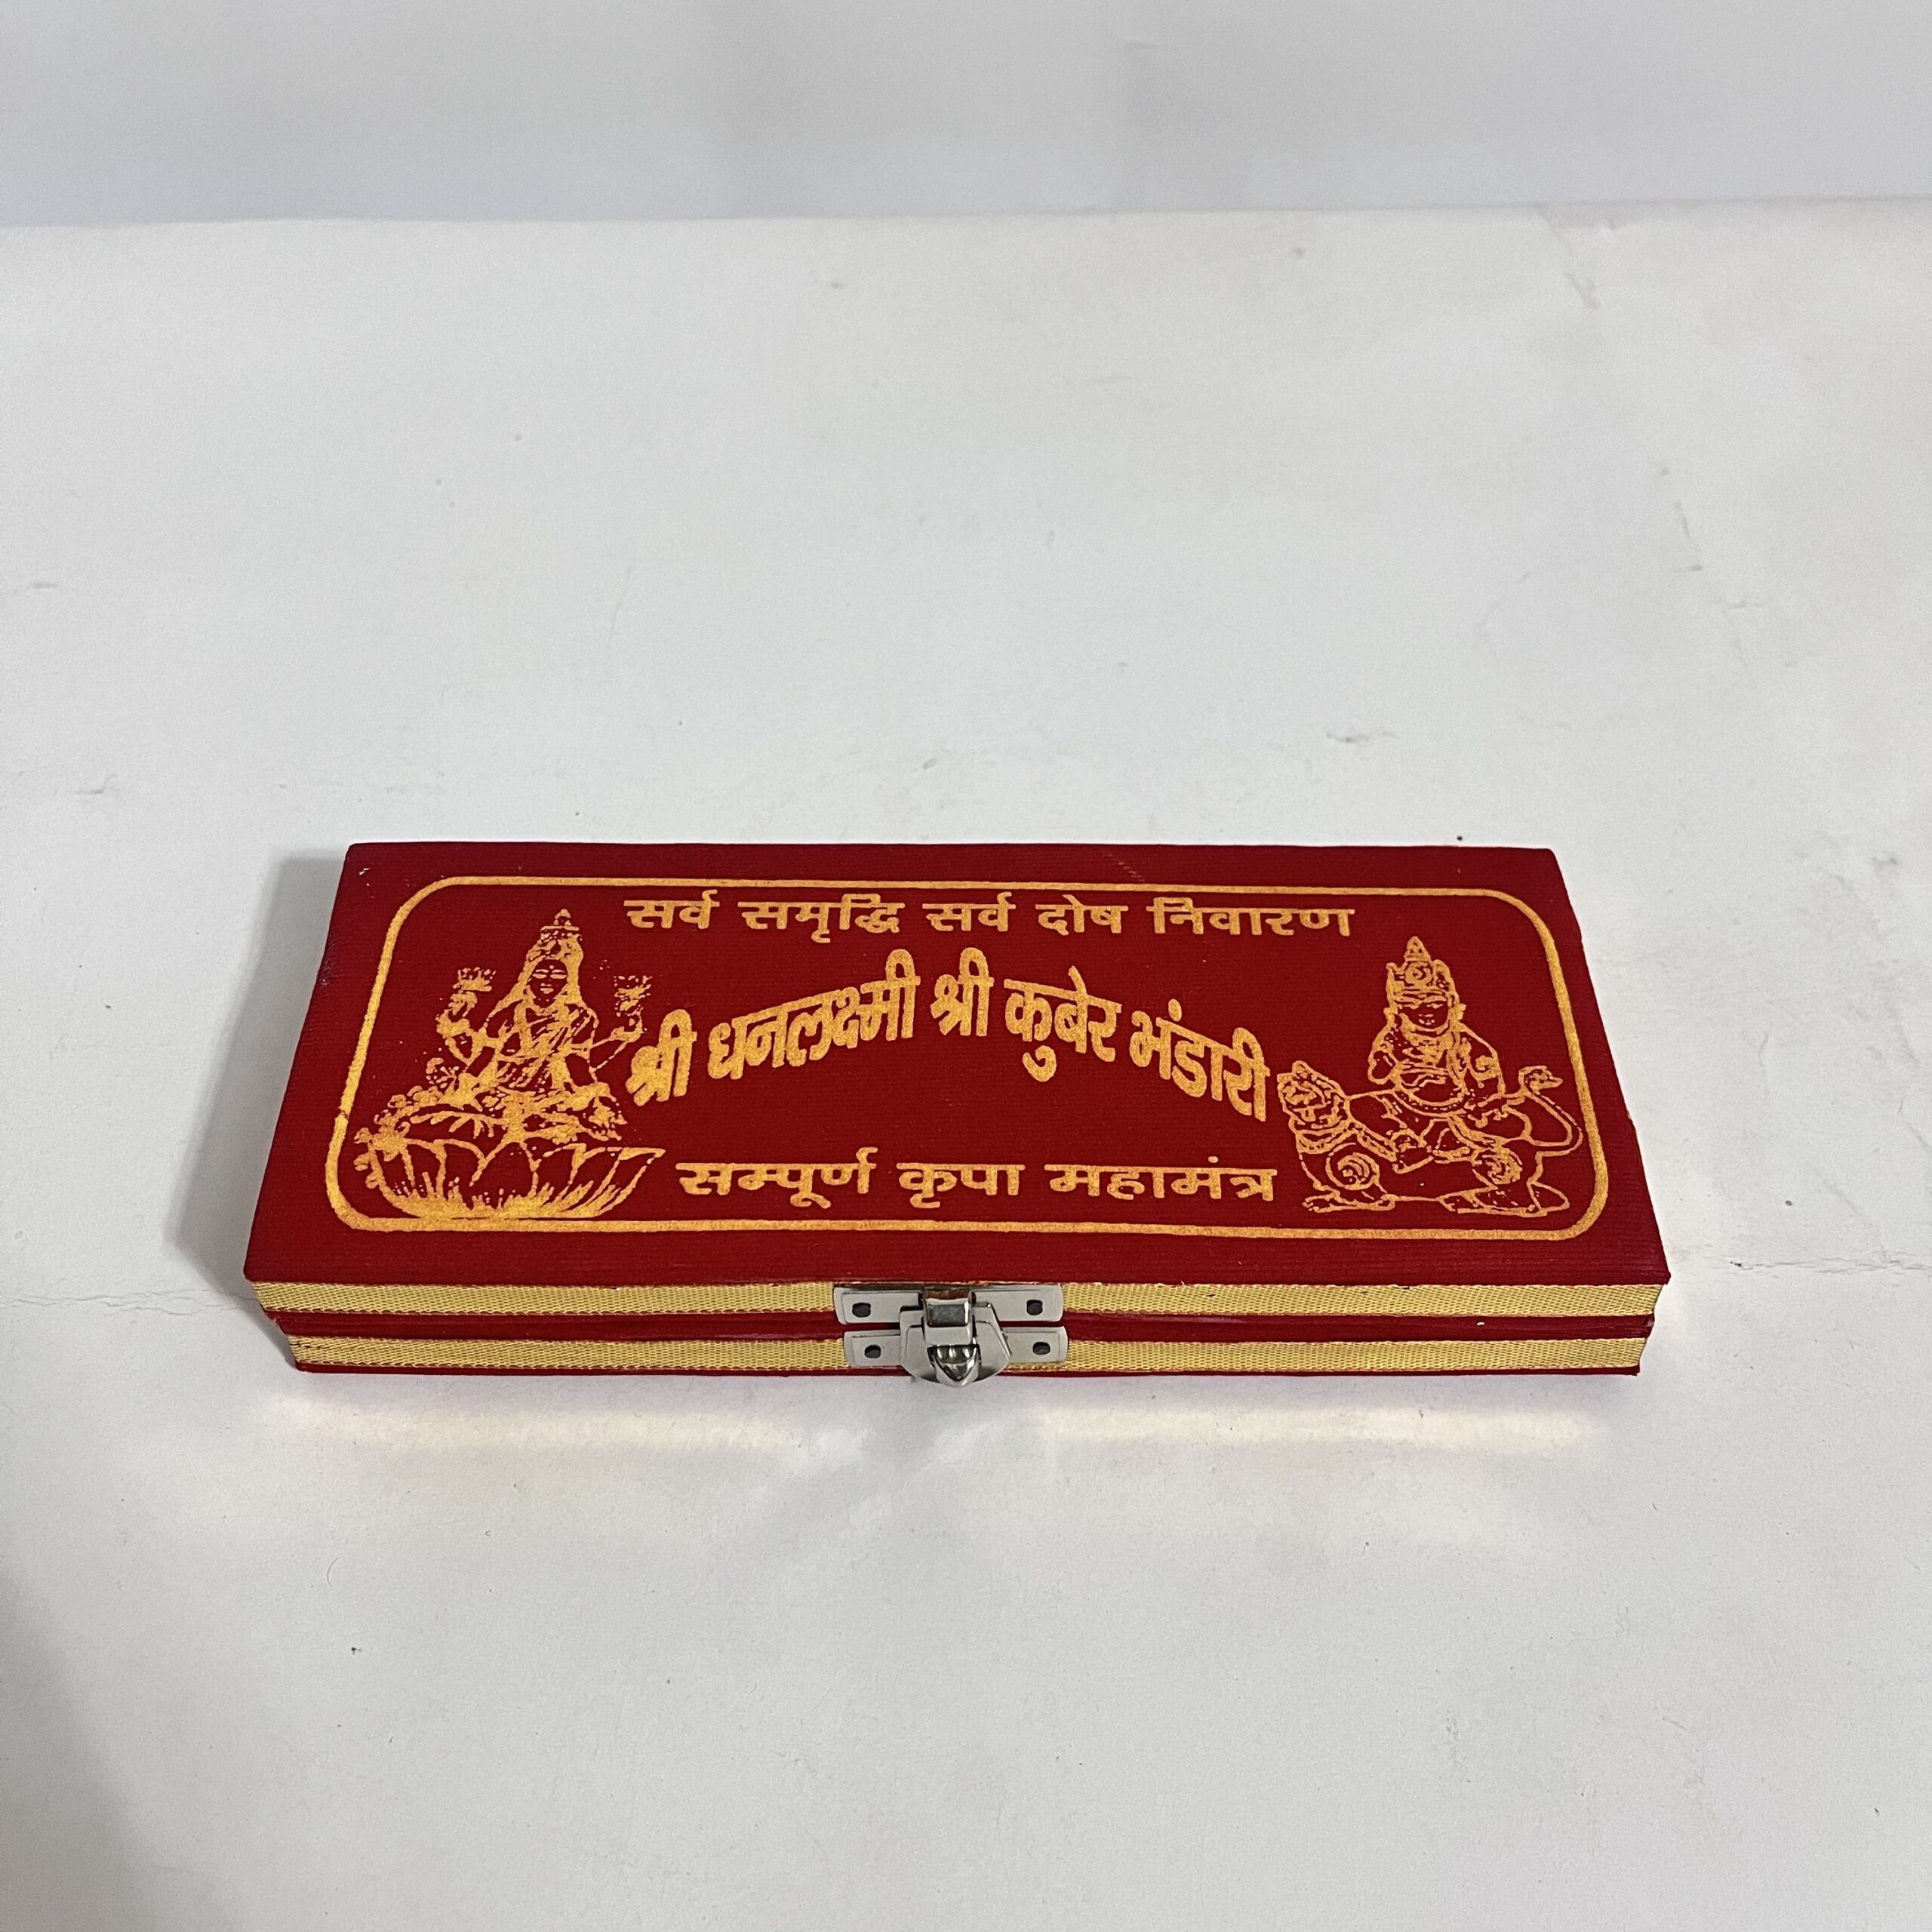 सर्व समृद्धि सर्व दोष निवारण
श्री धनलक्ष्मी श्री कुबेर भंडारी
सम्पूर्ण कृपा महामंत्र